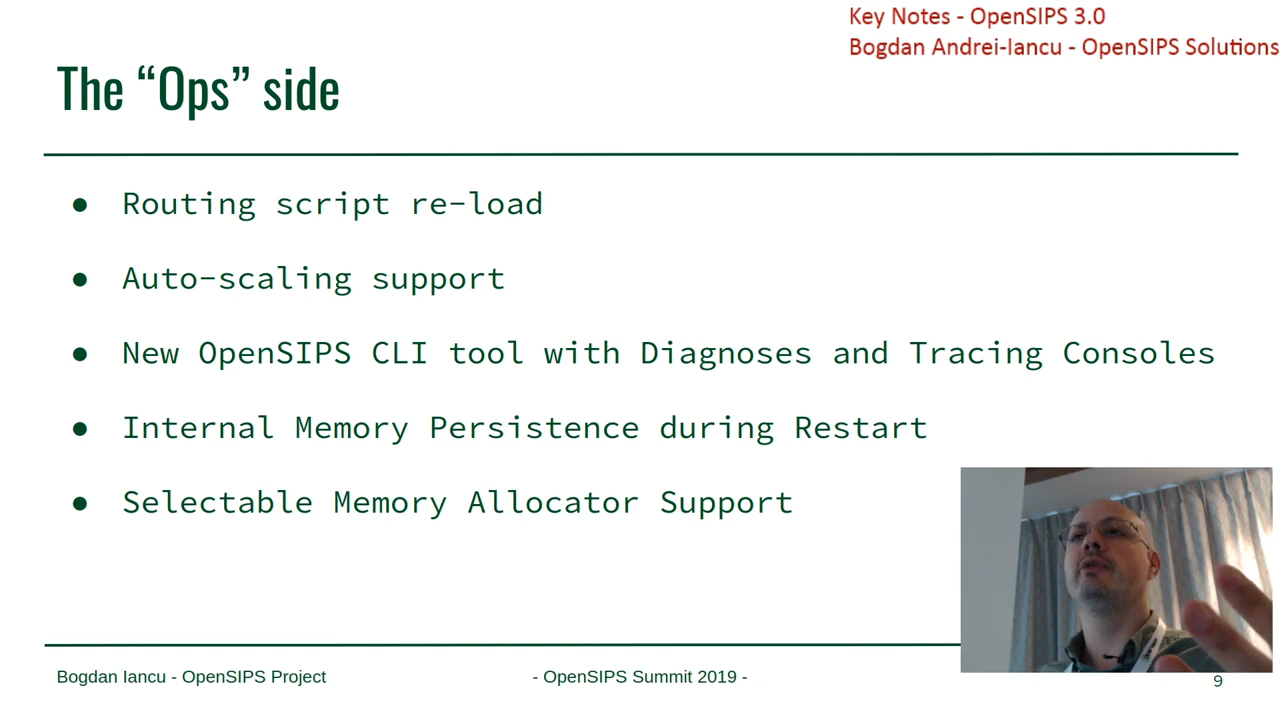 Key Notes - OpenSIPS 3.0
Bogdan Andrei-Iancu - OpenSIPS Solutions
The “Ops” side
● Routing script re-load
● Auto-scaling support
● New OpenSIPS CLI tool with Diagnoses and Tracing Consoles
● Internal Memory Persistence during Restart
● Selectable Memory Allocator Support
Bogdan Iancu - OpenSIPS Project - OpenSIPS Summit 2019 - 9